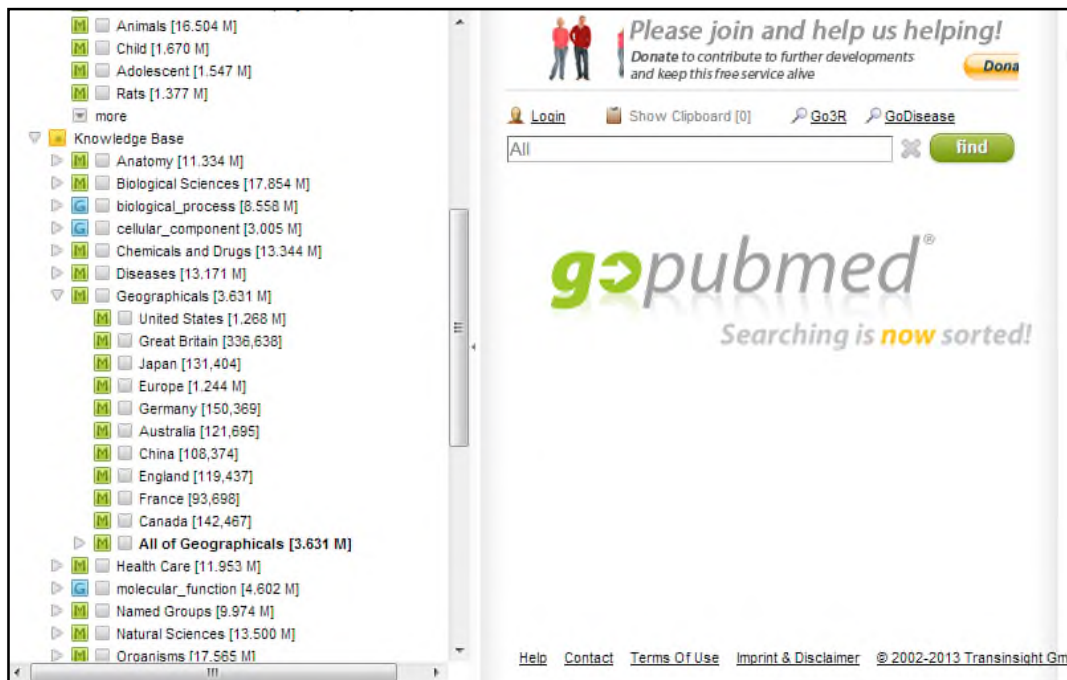 Animals [16.504 M]
Child [1.670 M]
Adolescent [1.547 M]
Rats [1.377 M]
more
Knowledge Base
Anatomy [11.334 M]
Biological Sciences [17.854 M]
biological_process [8.558 M]
cellular_component [3.005 M]
Chemicals and Drugs [13.344 M]
Diseases [13.171 M]
Geographicals [3.631 M]
United States [1.268 M]
Great Britain [336,638]
Japan [131,404]
Europe [1.244 M]
Germany [150,369]
Australia [121,695]
China [108,374]
England [119,437]
France [93,698]
Canada [142,467]
All of Geographicals [3.631 M]
Health Care [11.953 M]
molecular_function [4.602 M]
Named Groups [9.974 M]
Natural Sciences [13.500 M]
Organisms [17.565 M]
Please join and help us helping!
Donate to contribute to further developments
and keep this free service alive
Dona
Login Show Clipboard [0] Go3R GoDisease
All find
gopubmed®
Searching is now sorted!
Help Contact Terms Of Use Imprint & Disclaimer © 2002-2013 Transinsight Gm